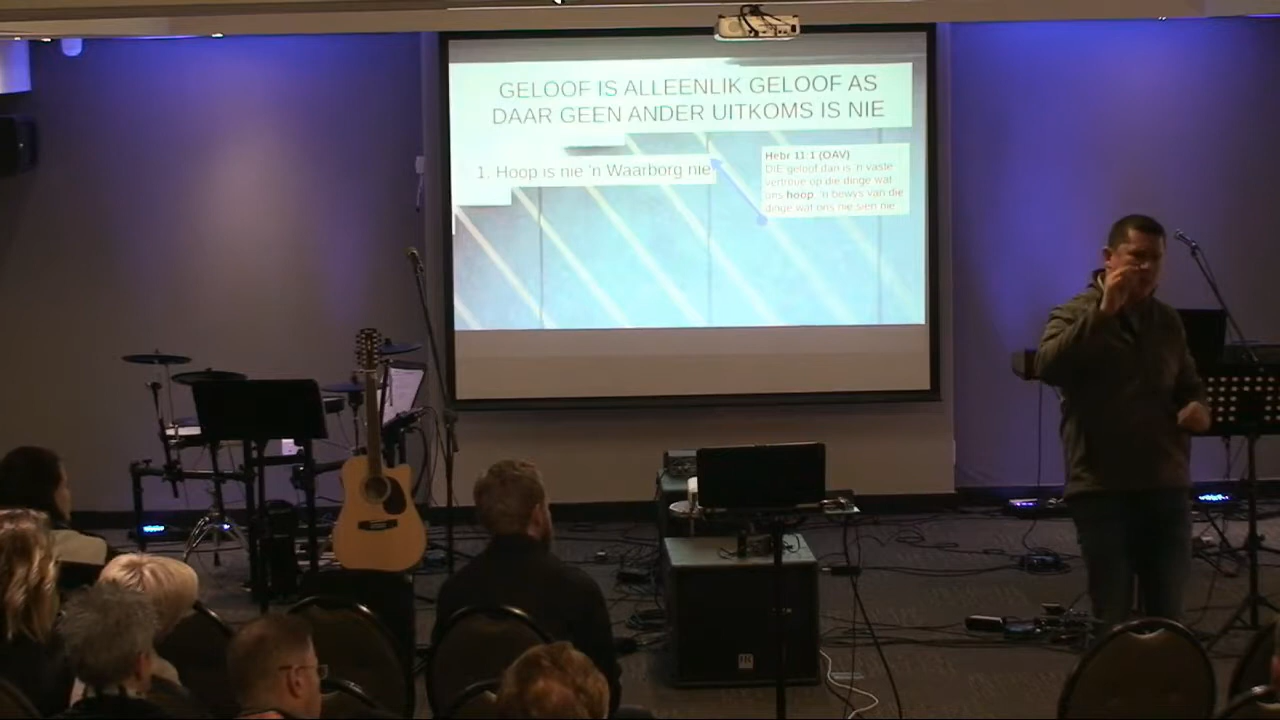 GELOOF IS ALLEENLIK GELOOF AS
DAAR GEEN ANDER UITKOMS IS NIE
1. Hoop is nie 'n Waarborg nie
Hebr 11:1 (OAV)
DIE geloof dan is 'n vaste
vertroue op die dinge wat
ons hoop, 'n bewys van die
dinge wat ons nie sien nie.